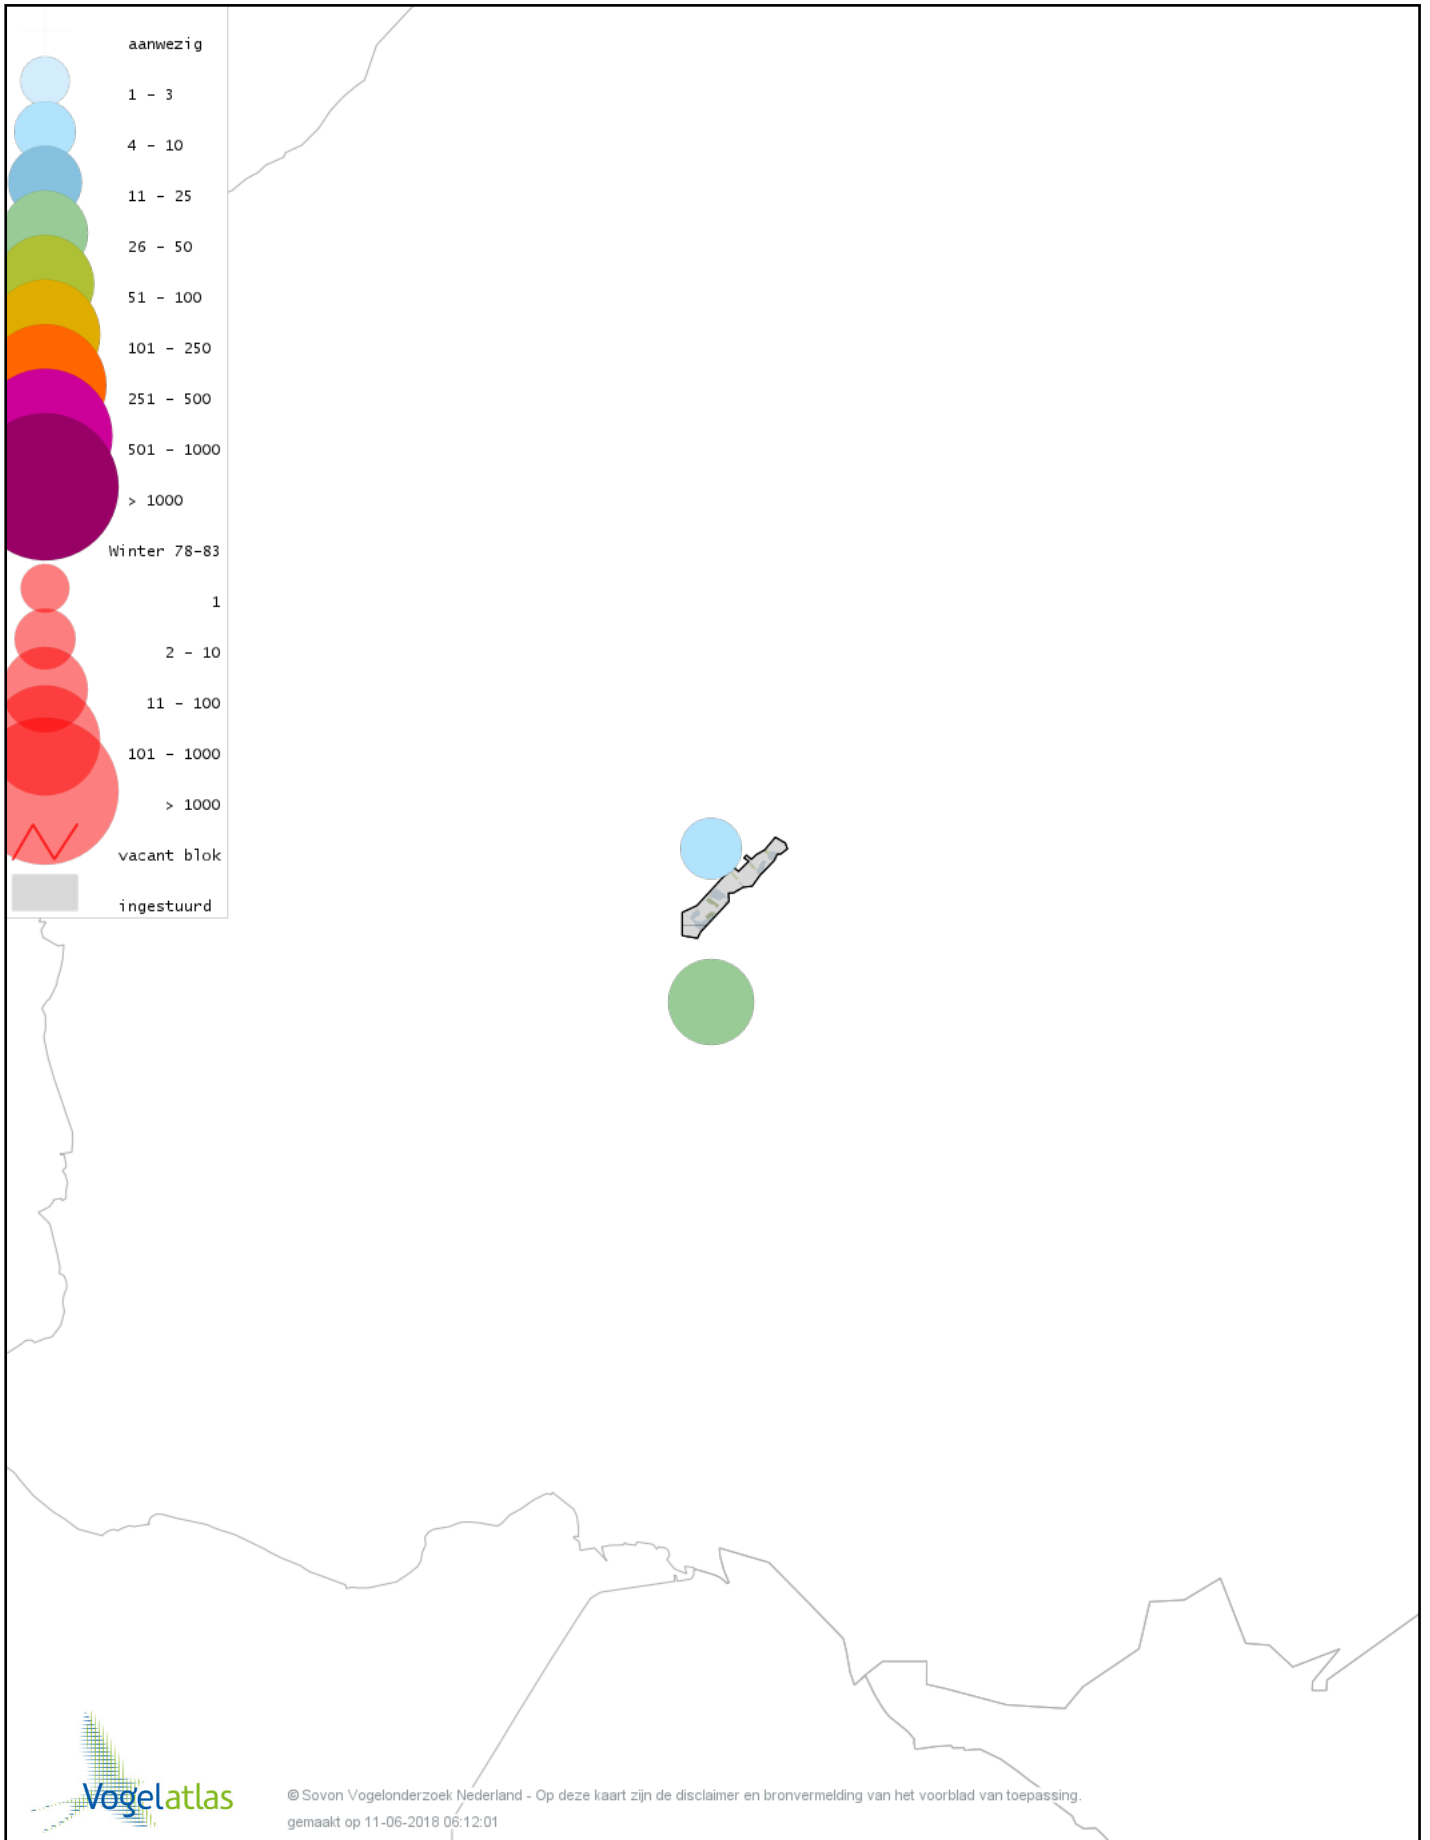 aanwezig
1 - 3
4 - 10
11 - 25
26 - 50
51 - 100
101 - 250
251 - 500
501 - 1000
> 1000
Winter 78-83
1
2 - 10
11 - 100
101 - 1000
> 1000
vacant blok
ingestuurd
Vogelatlas
© Sovon Vogelonderzoek Nederland - Op deze kaart zijn de disclaimer en bronvermelding van het voorblad van toepassing.
gemaakt op 11-06-2018 06:12:01